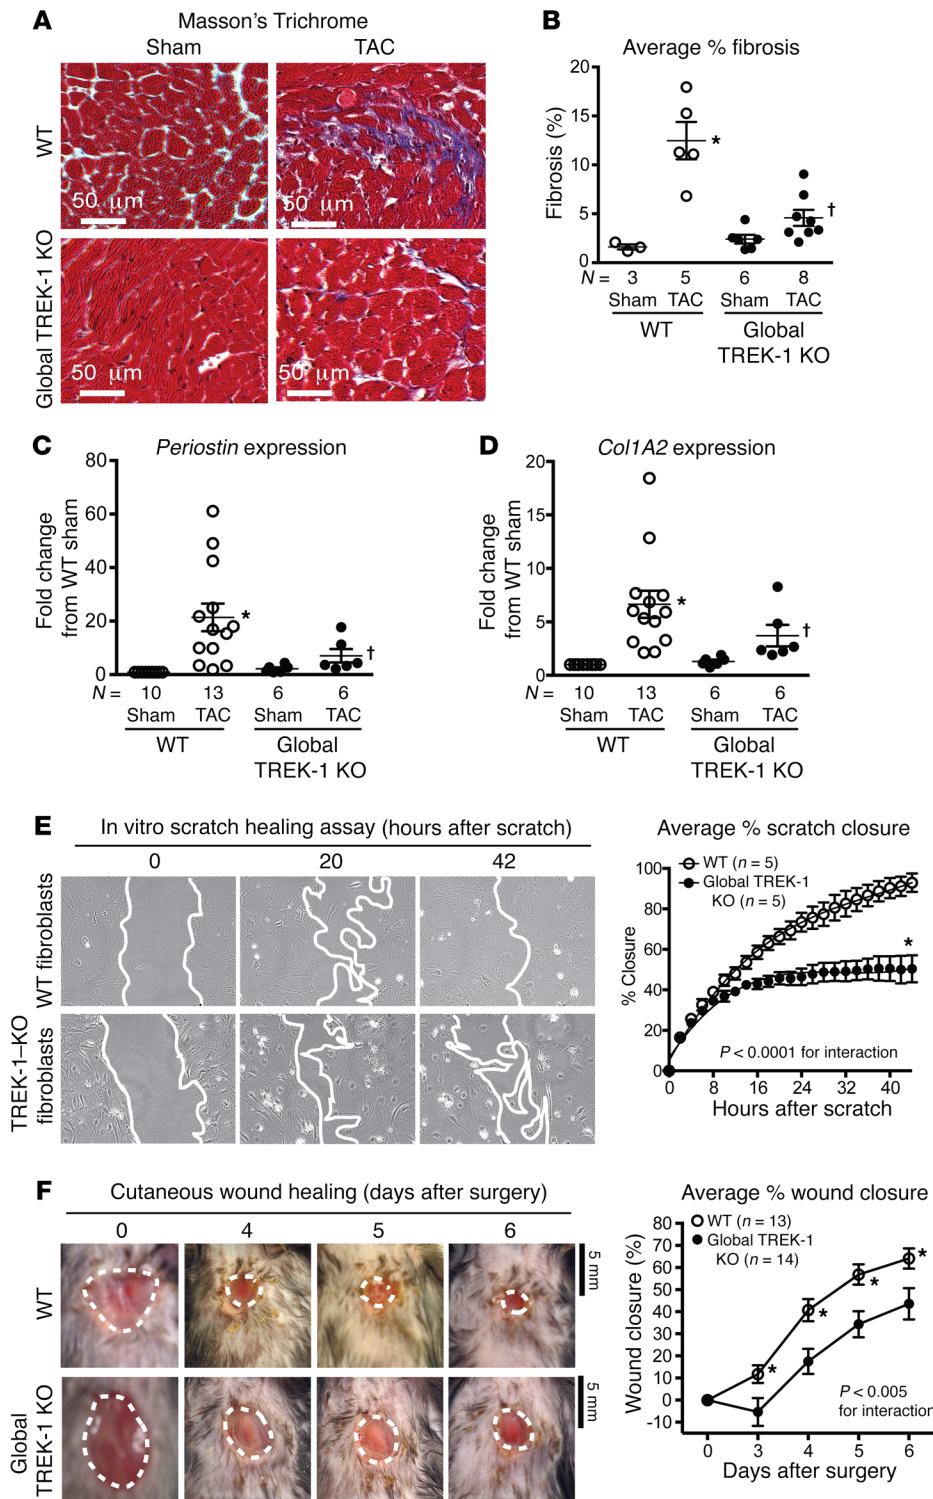 A
Masson's Trichrome
Sham
TAC
WT
50 μm
50 μm
Global TREK-1 KO
50 μm
50 μm
B
Average % fibrosis
Fibrosis (%)
20
15
10
5
0
*
†
N = 3 5 6 8
Sham TAC Sham TAC
WT Global
TREK-1 KO
C
Periostin expression
Fold change
from WT sham
80
60
40
20
0
*
†
N = 10 13 6 6
Sham TAC Sham TAC
WT Global
TREK-1 KO
D
Col1A2 expression
Fold change
from WT sham
20
15
10
5
0
*
†
N = 10 13 6 6
Sham TAC Sham TAC
WT Global
TREK-1 KO
E
In vitro scratch healing assay (hours after scratch)
0 20 42
WT fibroblasts
TREK-1–KO
fibroblasts
Average % scratch closure
WT (n = 5)
Global TREK-1
KO (n = 5)
% Closure
100
80
60
40
20
0
*
P < 0.0001 for interaction
0 8 16 24 32 40
Hours after scratch
F
Cutaneous wound healing (days after surgery)
0 4 5 6
WT
5 mm
Global
TREK-1 KO
5 mm
Average % wound closure
WT (n = 13)
Global TREK-1
KO (n = 14)
Wound closure (%)
80
70
60
50
40
30
20
10
0
-10
*
*
*
*
P < 0.005
for interaction
0 3 4 5 6
Days after surgery